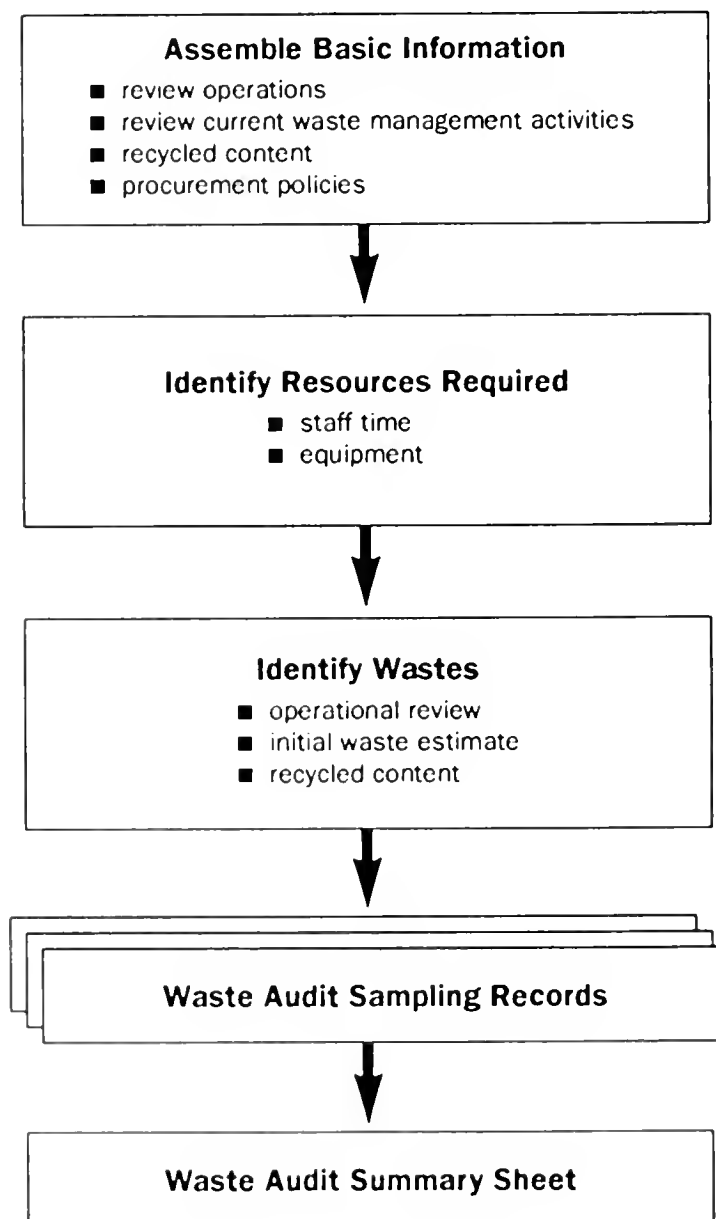 Assemble Basic Information
■ review operations
■ review current waste management activities
■ recycled content
■ procurement policies
Identify Resources Required
■ staff time
■ equipment
Identify Wastes
■ operational review
■ initial waste estimate
■ recycled content
Waste Audit Sampling Records
Waste Audit Summary Sheet